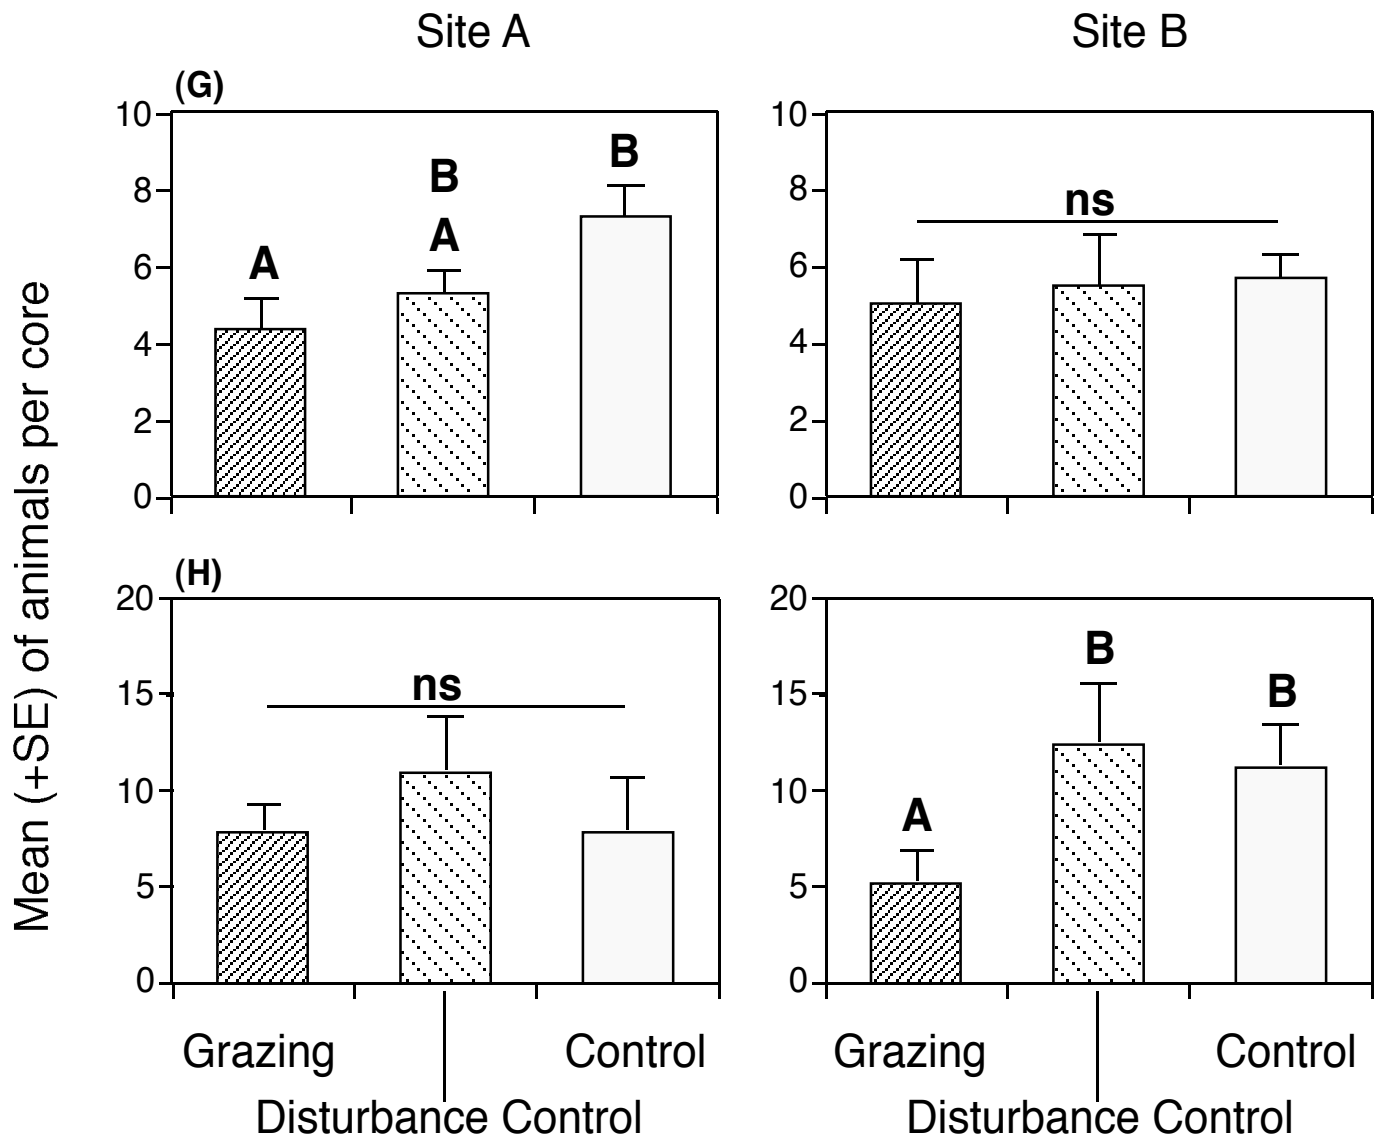 Site A
Site B
(G)
10
8
6
4
2
0
A
B
A
B
10
8
6
4
2
0
ns
Mean (+SE) of animals per core
(H)
20
15
10
5
0
ns
20
15
10
5
0
A
B
B
Grazing
Control
Disturbance Control
Grazing
Control
Disturbance Control